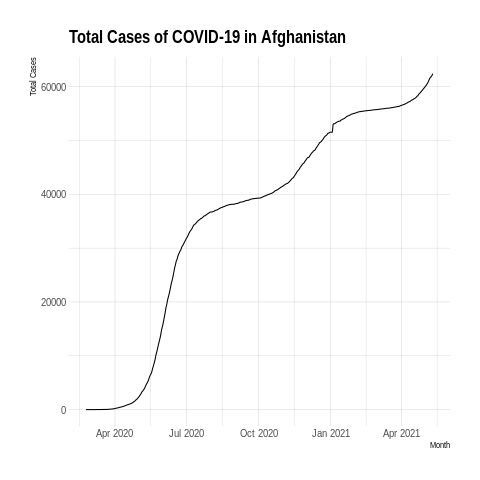 Total Cases of COVID-19 in Afghanistan
Total Cases
60000
40000
20000
0
Apr 2020 Jul 2020 Oct 2020 Jan 2021 Apr 2021
Month